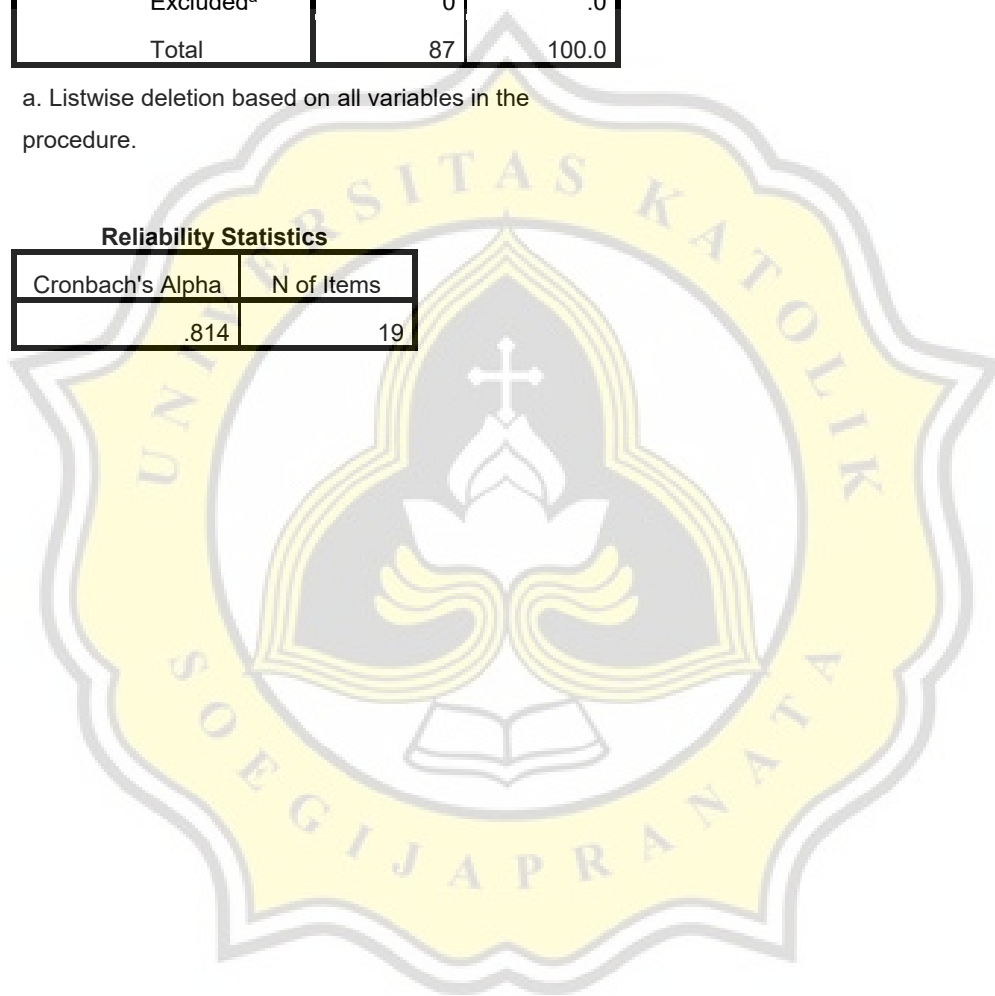 Excludedᵃ 0 .0
Total 87 100.0
a. Listwise deletion based on all variables in the
procedure.
Reliability Statistics
Cronbach's Alpha N of Items
.814 19
UNIVERSITAS KATOLIK
SOEGIJAPRANATA